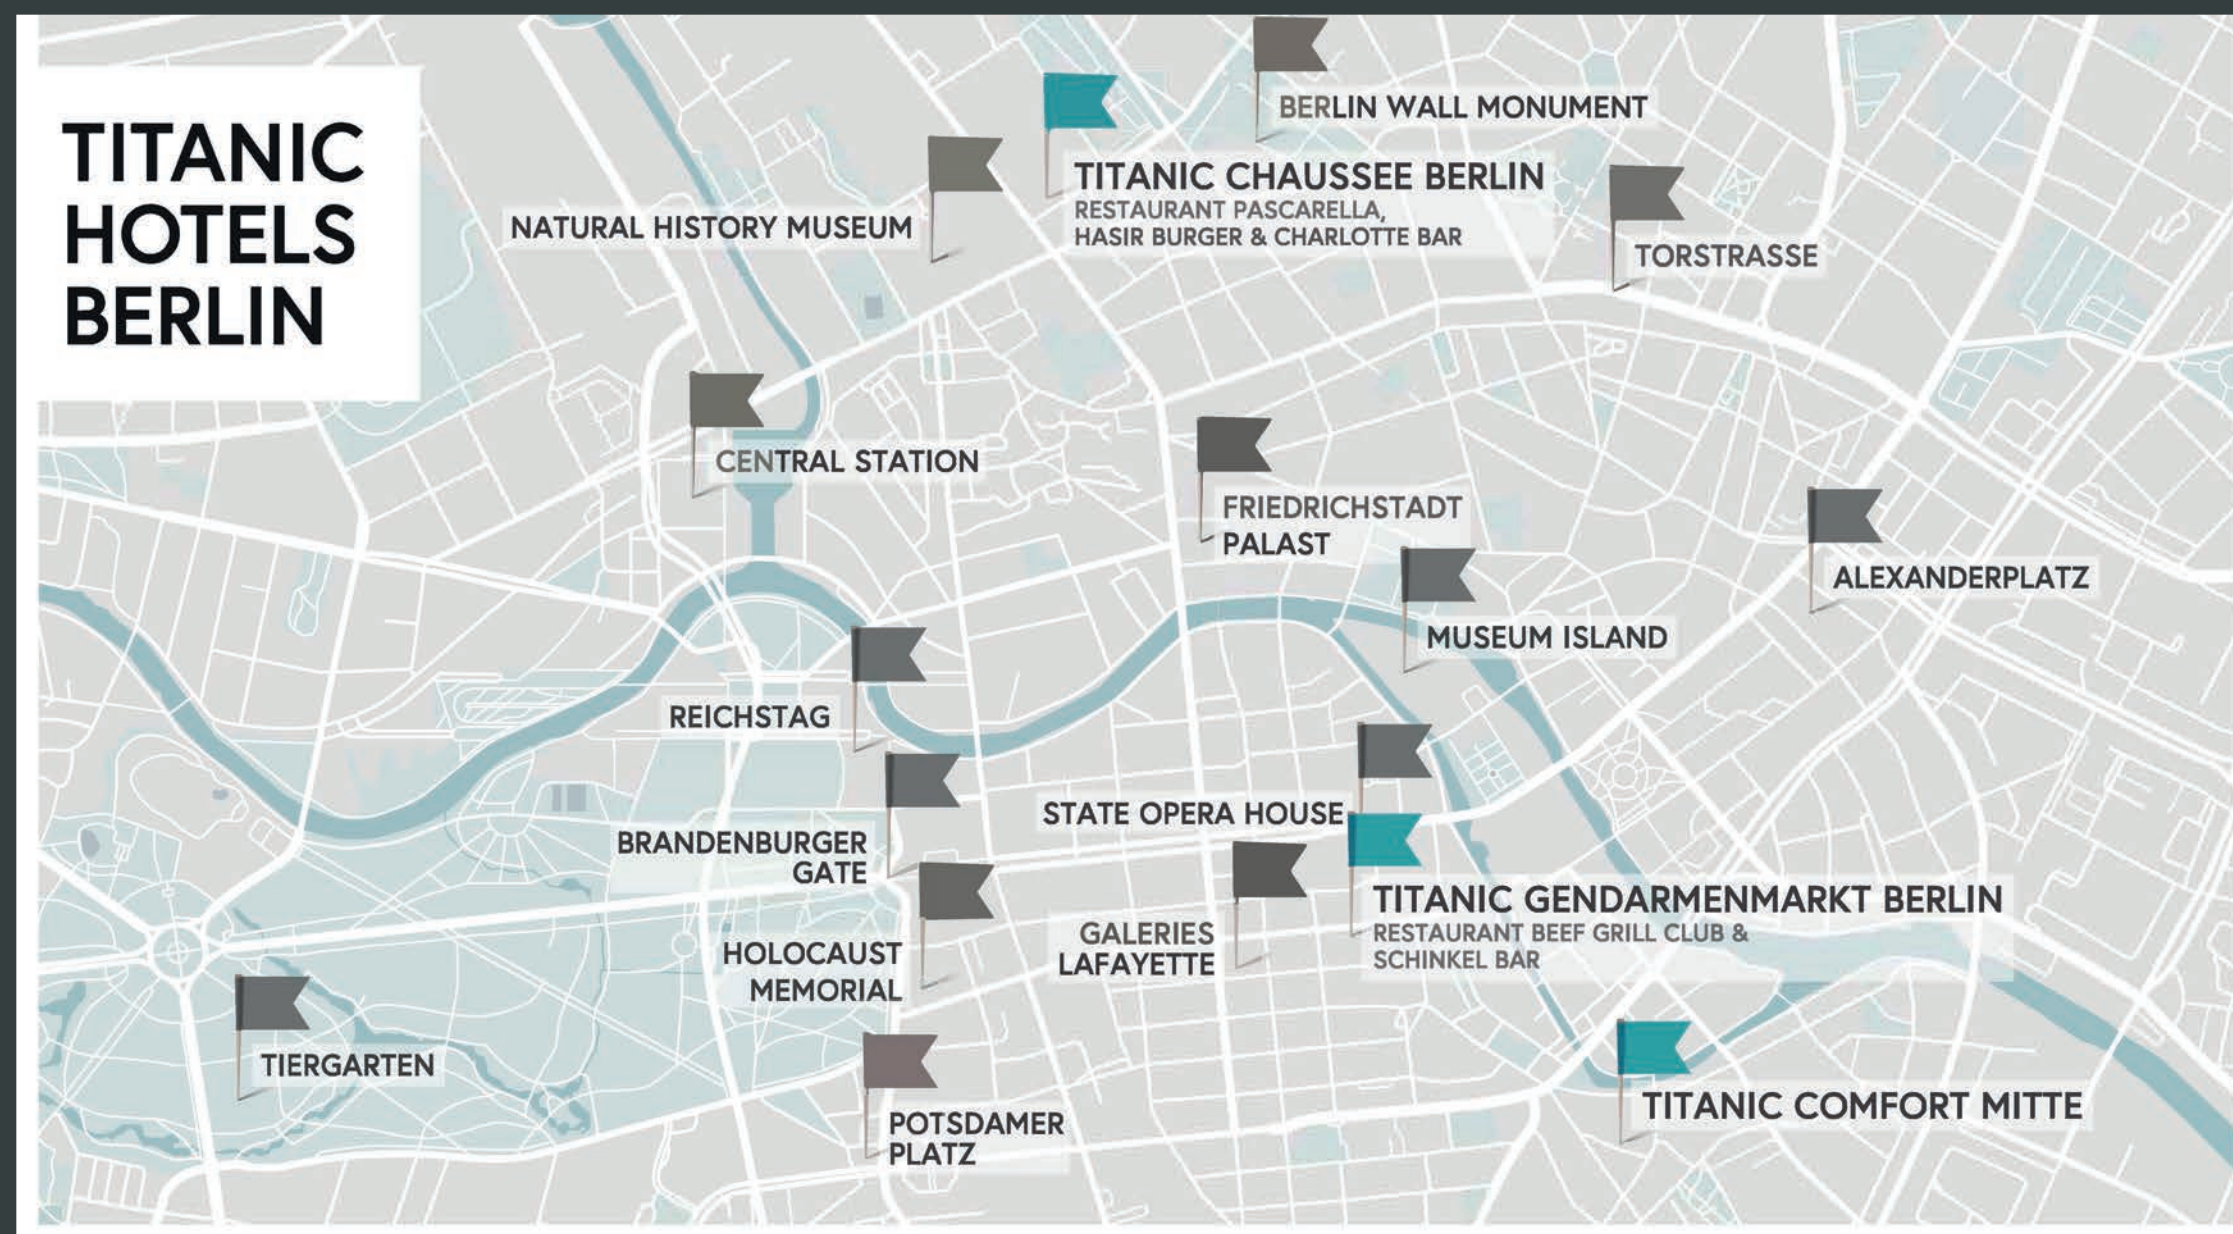 TITANIC
HOTELS
BERLIN
BERLIN WALL MONUMENT
TITANIC CHAUSSEE BERLIN
RESTAURANT PASCARELLA,
HASIR BURGER & CHARLOTTE BAR
NATURAL HISTORY MUSEUM
TORSTRASSE
CENTRAL STATION
FRIEDRICHSTADT
PALAST
ALEXANDERPLATZ
MUSEUM ISLAND
REICHSTAG
STATE OPERA HOUSE
BRANDENBURGER
GATE
TITANIC GENDARMENMARKT BERLIN
RESTAURANT BEEF GRILL CLUB &
SCHINKEL BAR
GALERIES
LAFAYETTE
HOLOCAUST
MEMORIAL
TIERGARTEN
TITANIC COMFORT MITTE
POTSDAMER
PLATZ